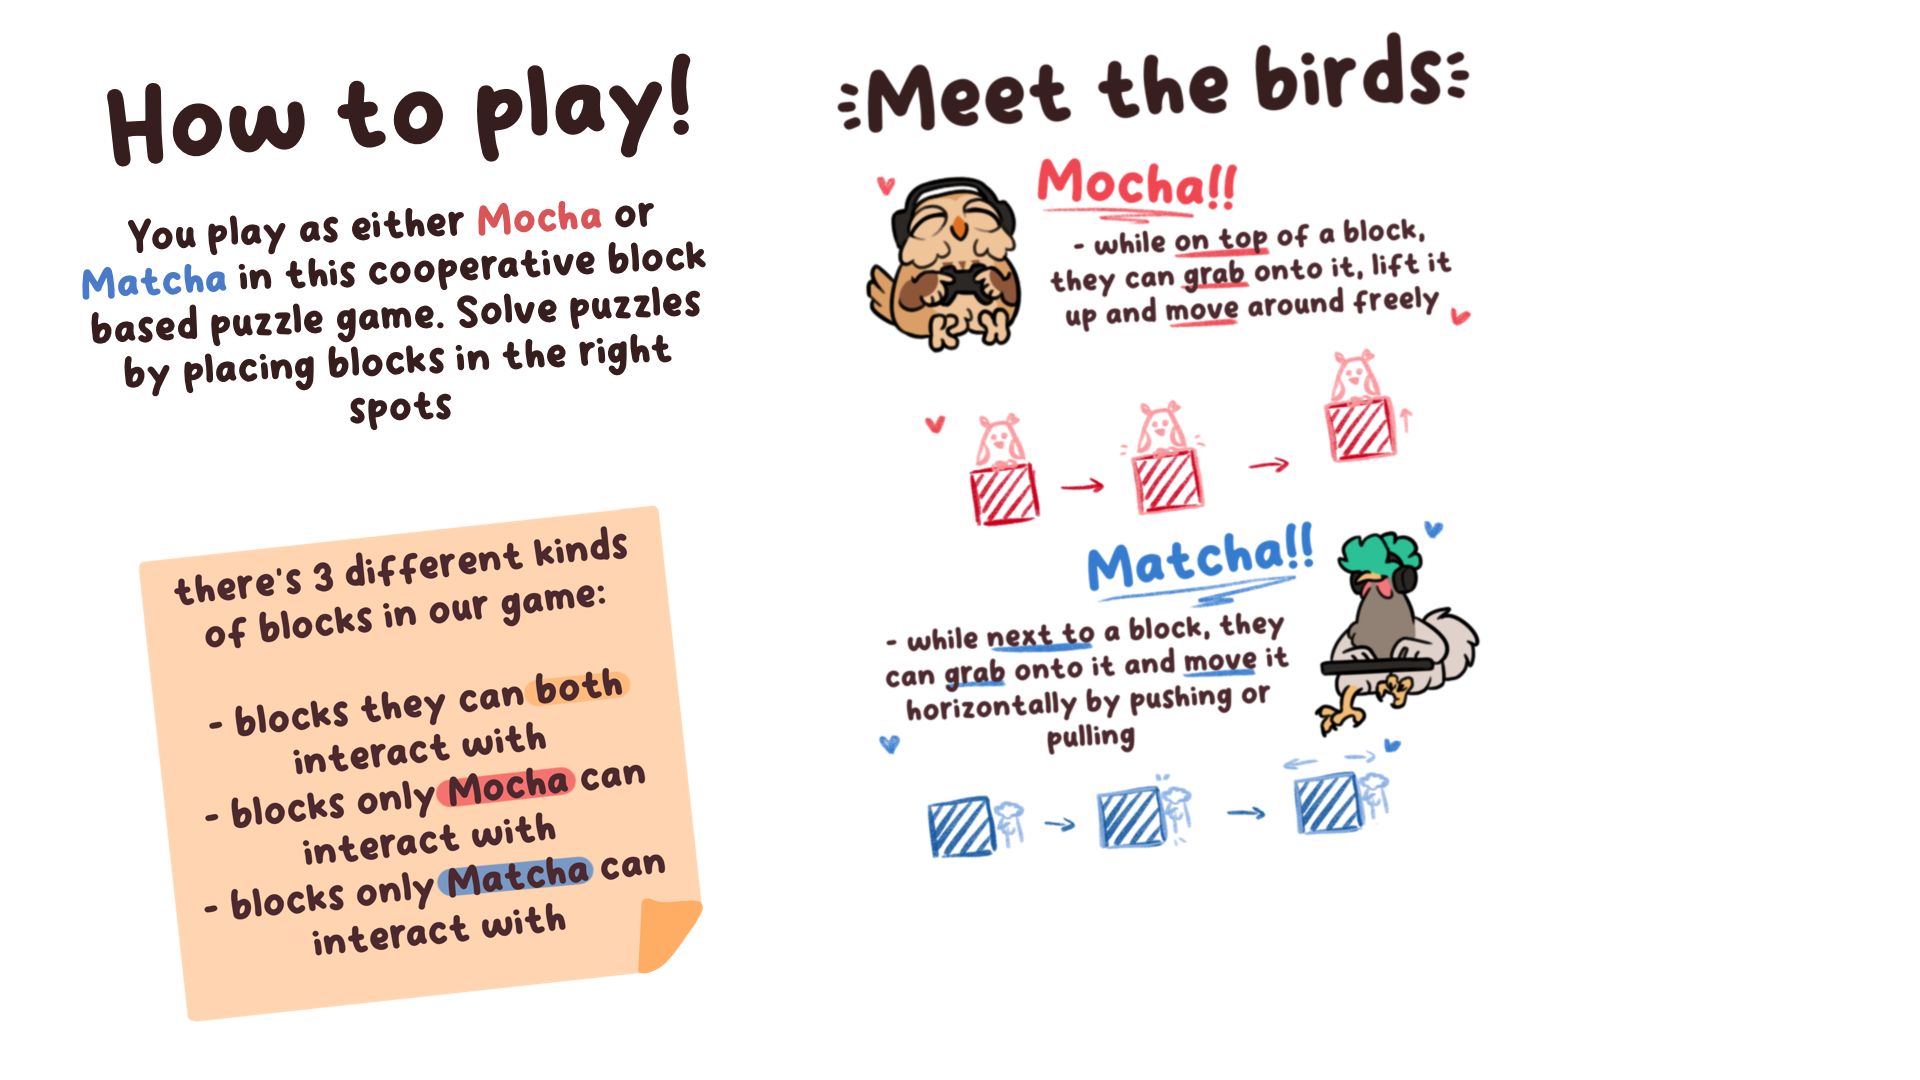 How to play!
You play as either Mocha or
Matcha in this cooperative block
based puzzle game. Solve puzzles
by placing blocks in the right
spots
there's 3 different kinds
of blocks in our game:
- blocks they can both
interact with
- blocks only Mocha can
interact with
- blocks only Matcha can
interact with
Meet the birds
Mocha!!
- while on top of a block,
they can grab onto it, lift it
up and move around freely
Matcha!!
- while next to a block, they
can grab onto it and move it
horizontally by pushing or
pulling